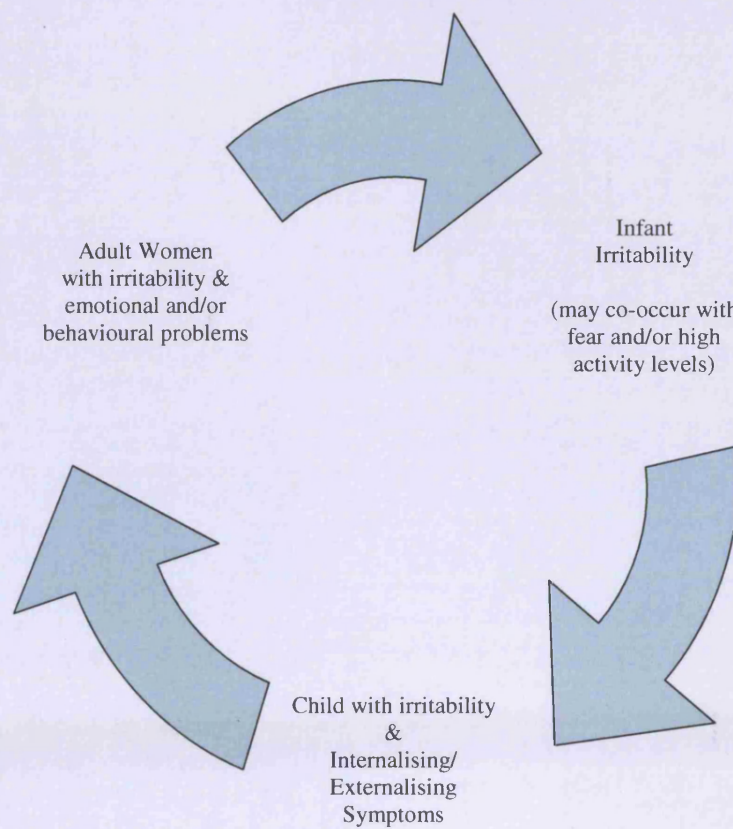 Adult Women
with irritability &
emotional and/or
behavioural problems
Infant
Irritability
(may co-occur with
fear and/or high
activity levels)
Child with irritability
&
Internalising/
Externalising
Symptoms